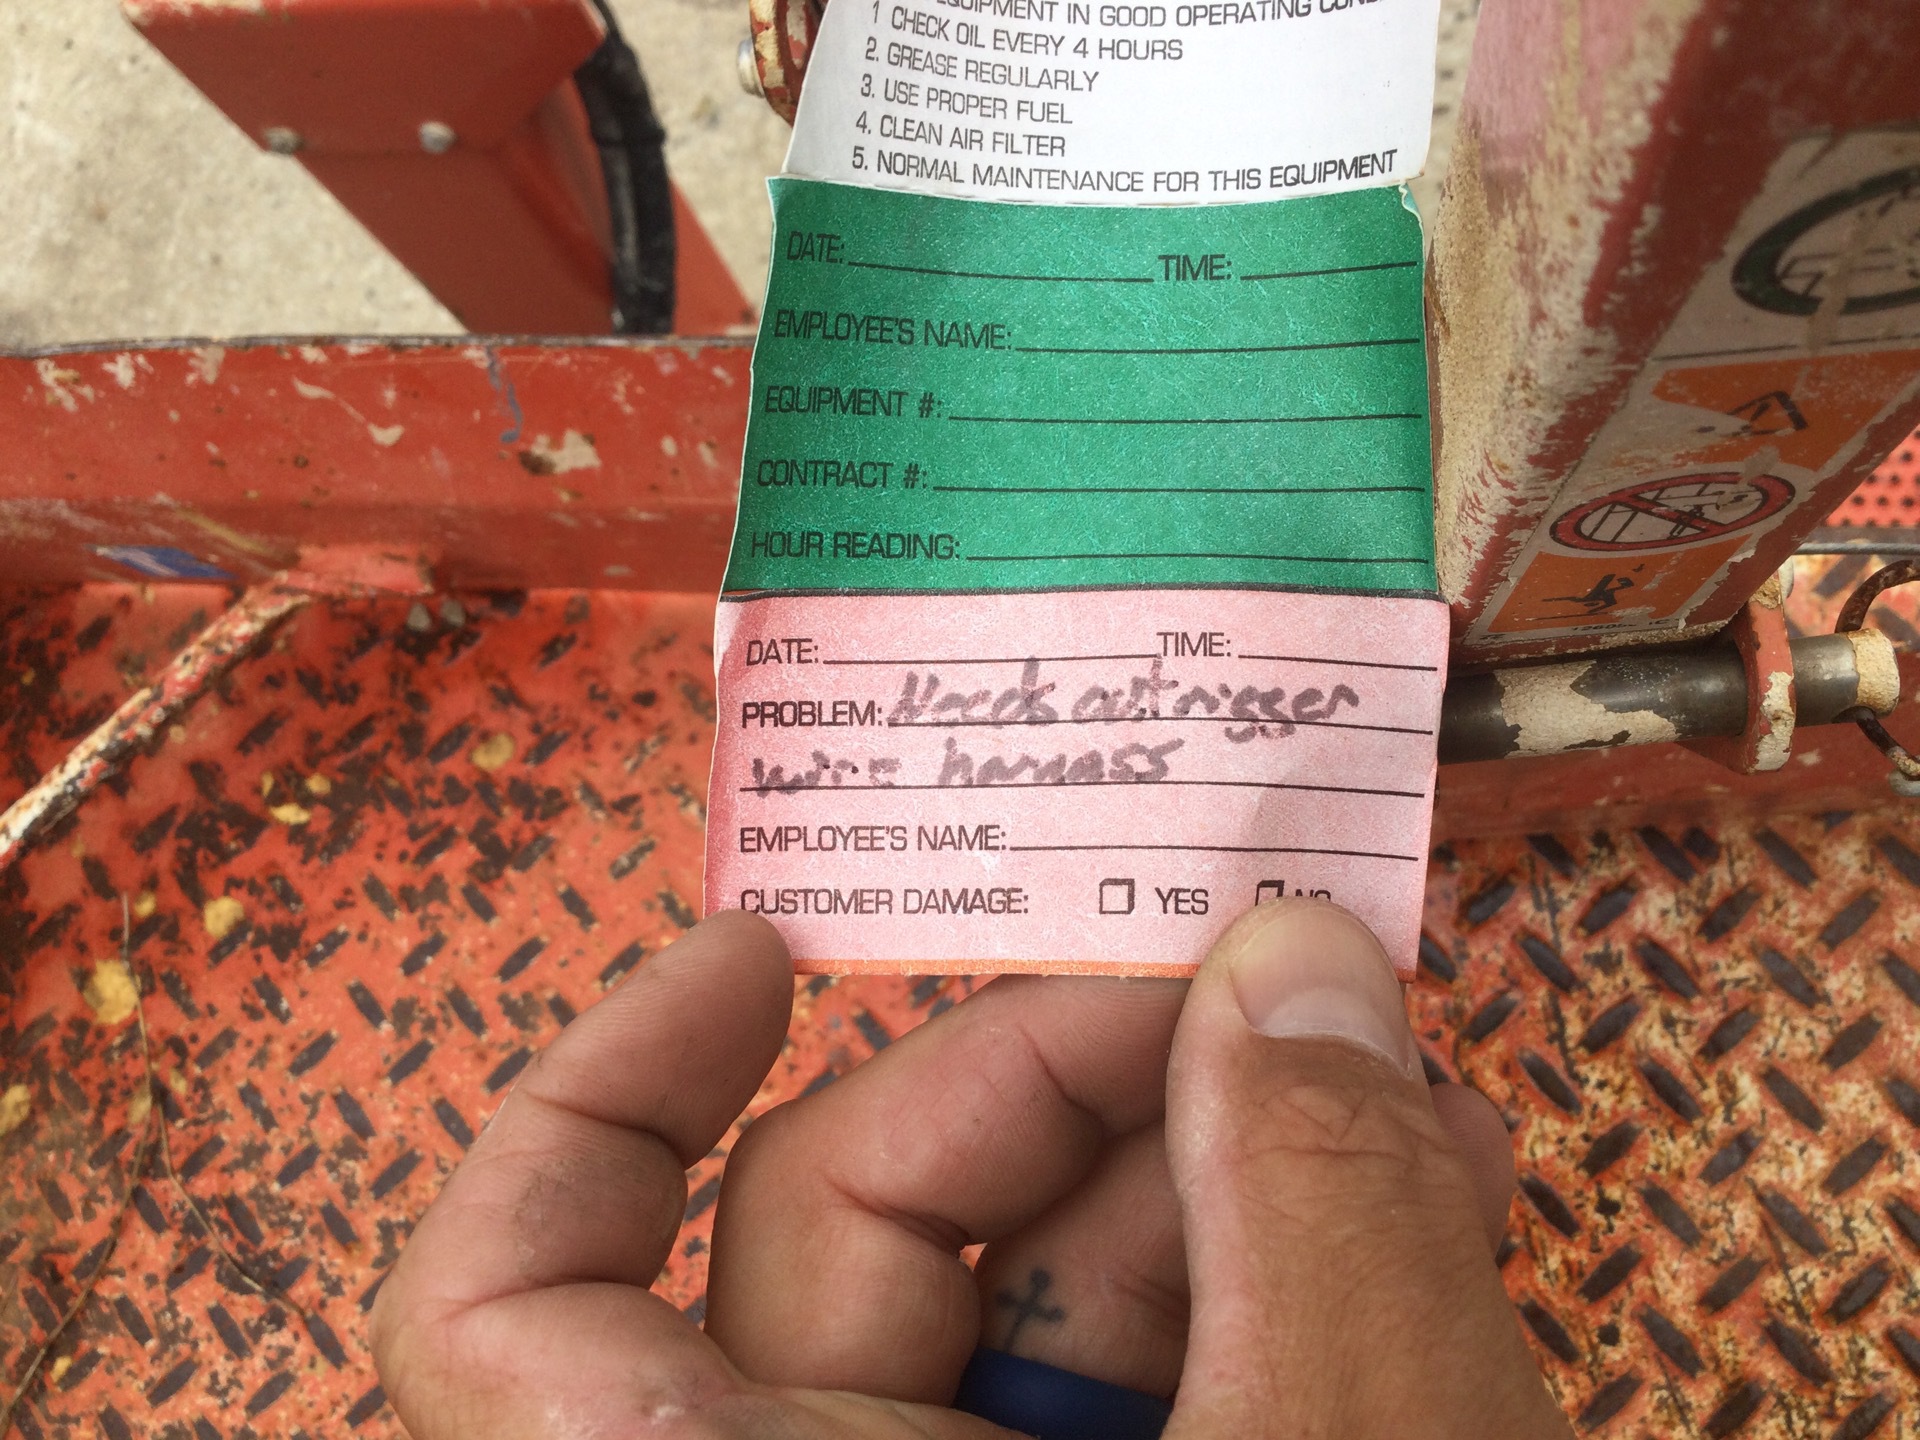 EQUIPMENT IN GOOD OPERATING
1 CHECK OIL EVERY 4 HOURS
2. GREASE REGULARLY
3. USE PROPER FUEL
4. CLEAN AIR FILTER
5. NORMAL MAINTENANCE FOR THIS EQUIPMENT
DATE: TIME:
EMPLOYEE'S NAME:
EQUIPMENT #:
CONTRACT #:
HOUR READING:
DATE: TIME:
PROBLEM: Needs outrigger
wire harness
EMPLOYEE'S NAME:
CUSTOMER DAMAGE: YES NO